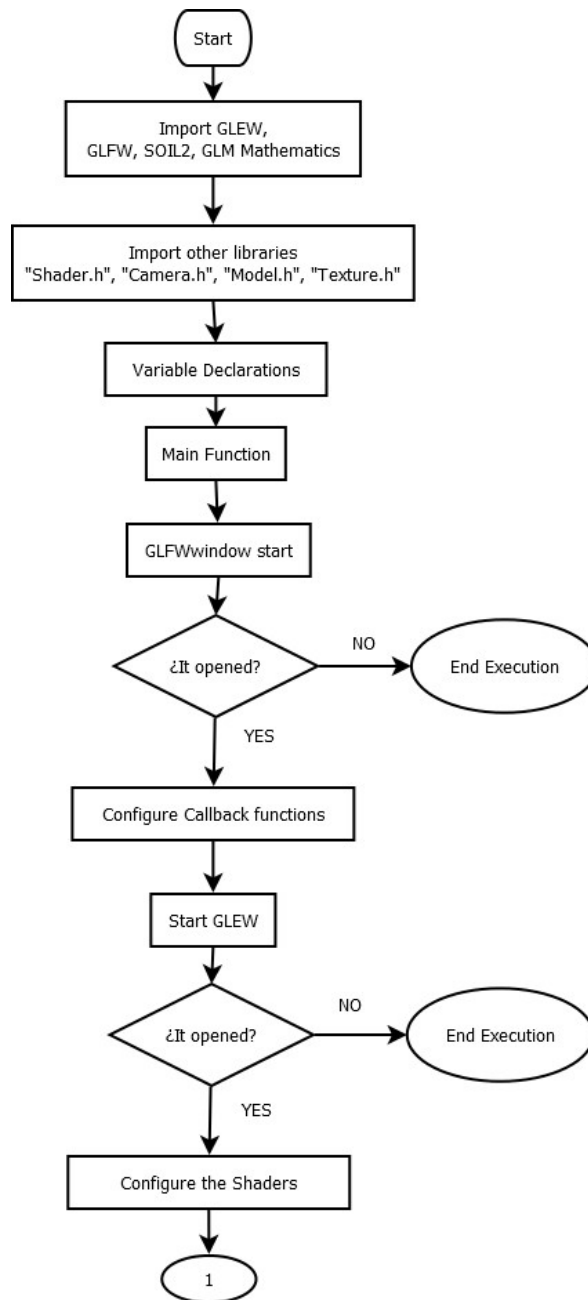 Start
Import GLEW,
GLFW, SOIL2, GLM Mathematics
Import other libraries
"Shader.h", "Camera.h", "Model.h", "Texture.h"
Variable Declarations
Main Function
GLFWwindow start
¿It opened?
NO
End Execution
YES
Configure Callback functions
Start GLEW
¿It opened?
NO
End Execution
YES
Configure the Shaders
1